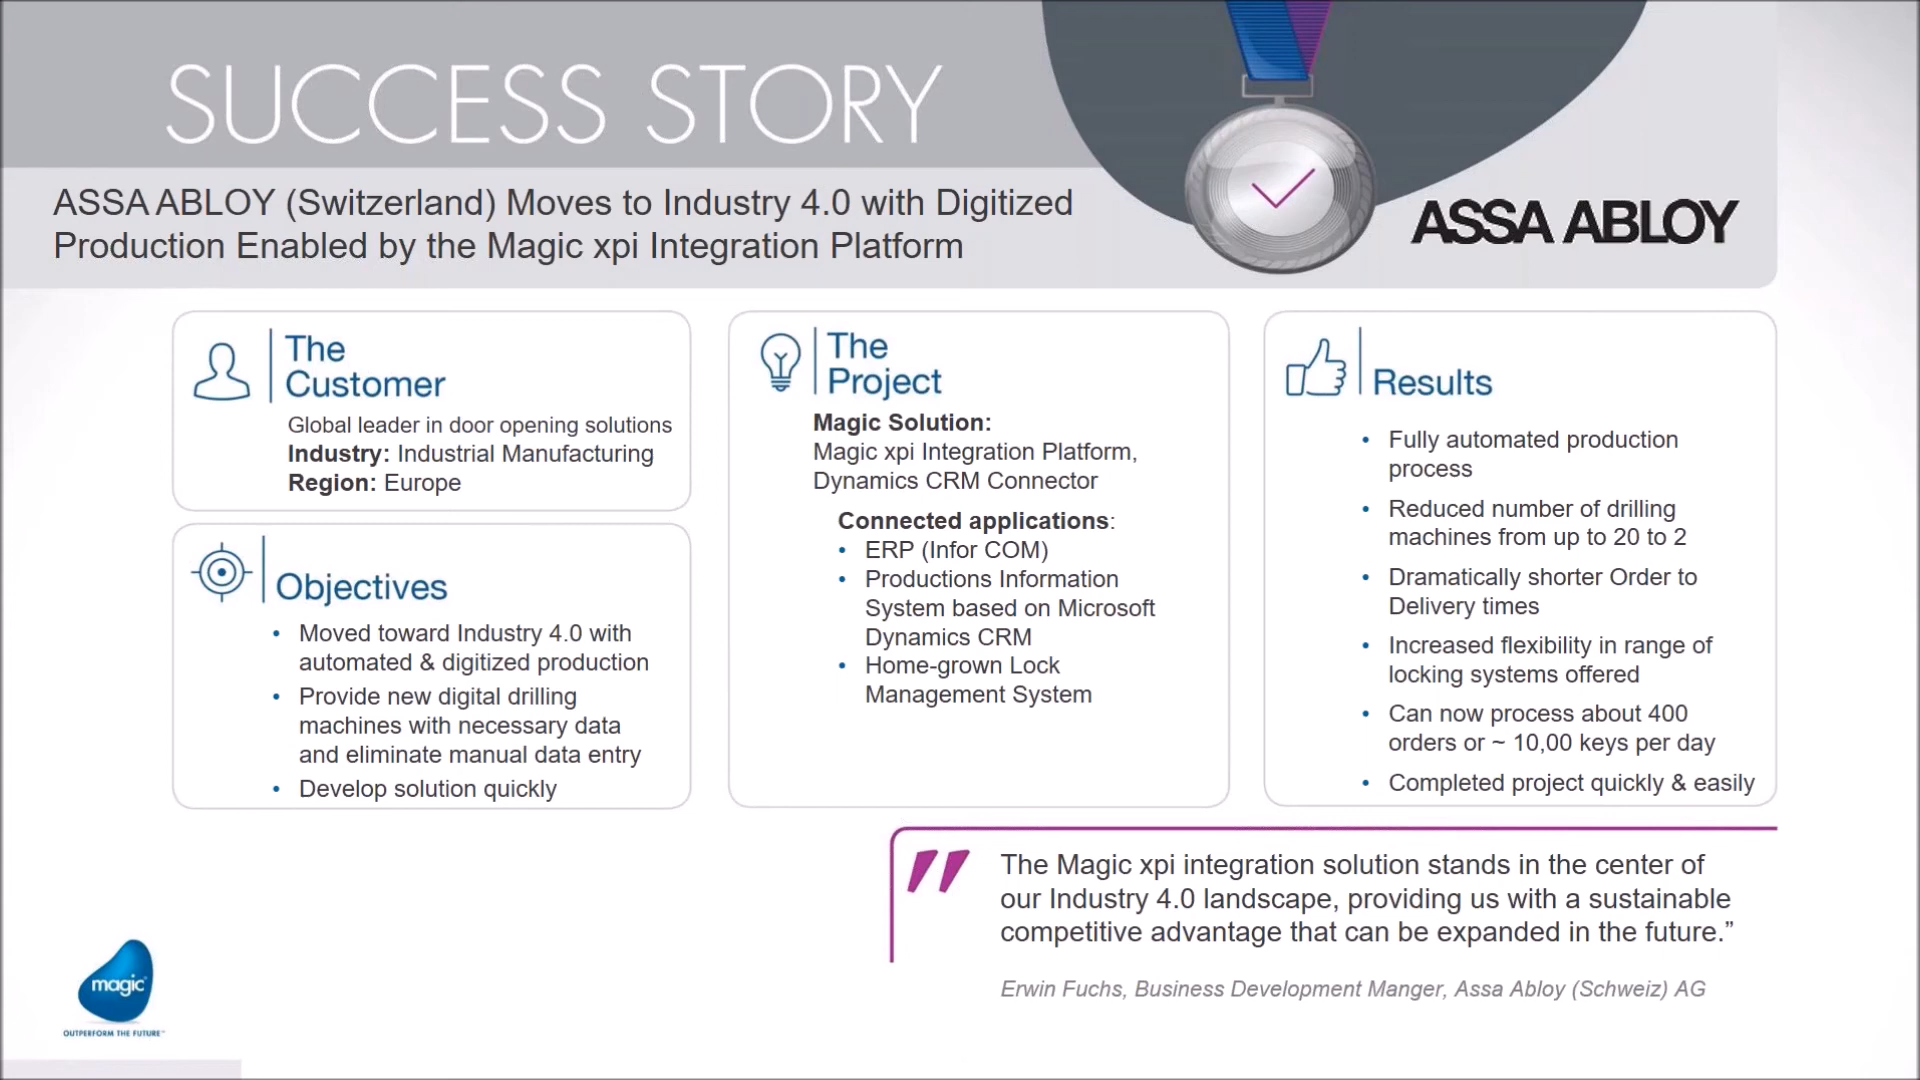 SUCCESS STORY
ASSA ABLOY (Switzerland) Moves to Industry 4.0 with Digitized
Production Enabled by the Magic xpi Integration Platform
ASSA ABLOY
The
Customer
Global leader in door opening solutions
Industry: Industrial Manufacturing
Region: Europe
Objectives
• Moved toward Industry 4.0 with
automated & digitized production
• Provide new digital drilling
machines with necessary data
and eliminate manual data entry
• Develop solution quickly
The
Project
Magic Solution:
Magic xpi Integration Platform,
Dynamics CRM Connector
Connected applications:
• ERP (Infor COM)
• Productions Information
System based on Microsoft
Dynamics CRM
• Home-grown Lock
Management System
Results
• Fully automated production
process
• Reduced number of drilling
machines from up to 20 to 2
• Dramatically shorter Order to
Delivery times
• Increased flexibility in range of
locking systems offered
• Can now process about 400
orders or ~ 10,00 keys per day
• Completed project quickly & easily
" The Magic xpi integration solution stands in the center of
our Industry 4.0 landscape, providing us with a sustainable
competitive advantage that can be expanded in the future.”
Erwin Fuchs, Business Development Manger, Assa Abloy (Schweiz) AG
magic
OUTPERFORM THE FUTURE™